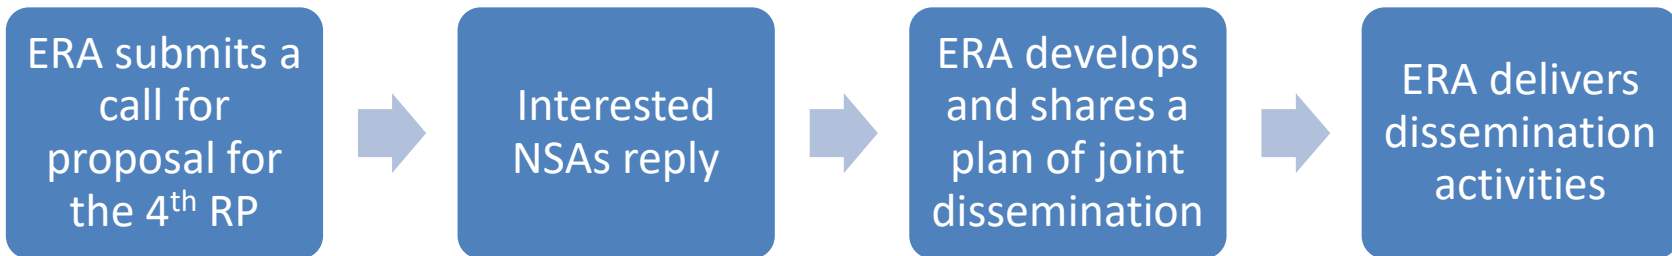 ERA submits a
call for
proposal for
the 4th RP
Interested
NSAs reply
ERA develops
and shares a
plan of joint
dissemination
ERA delivers
dissemination
activities